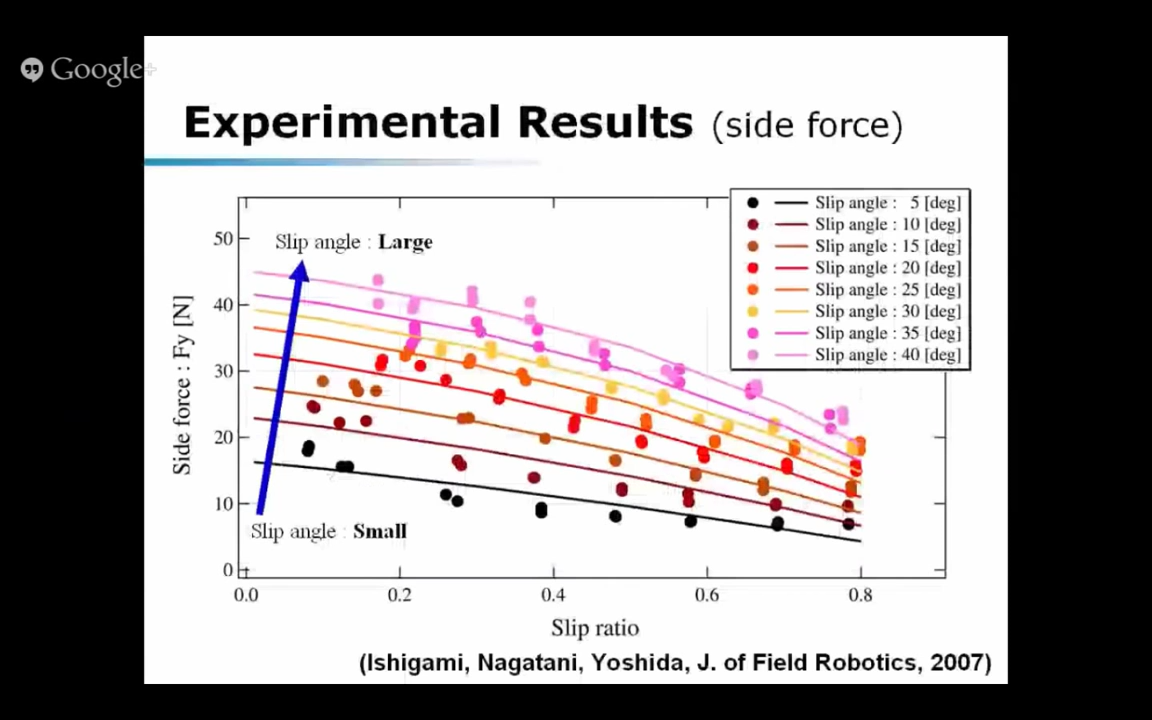 Google+
Experimental Results (side force)
Slip angle : 5 [deg]
Slip angle : 10 [deg]
Slip angle : 15 [deg]
Slip angle : 20 [deg]
Slip angle : 25 [deg]
Slip angle : 30 [deg]
Slip angle : 35 [deg]
Slip angle : 40 [deg]
Slip angle : Large
50
40
30
20
10
0
Side force : Fy [N]
Slip angle : Small
0.0 0.2 0.4 0.6 0.8
Slip ratio
(Ishigami, Nagatani, Yoshida, J. of Field Robotics, 2007)